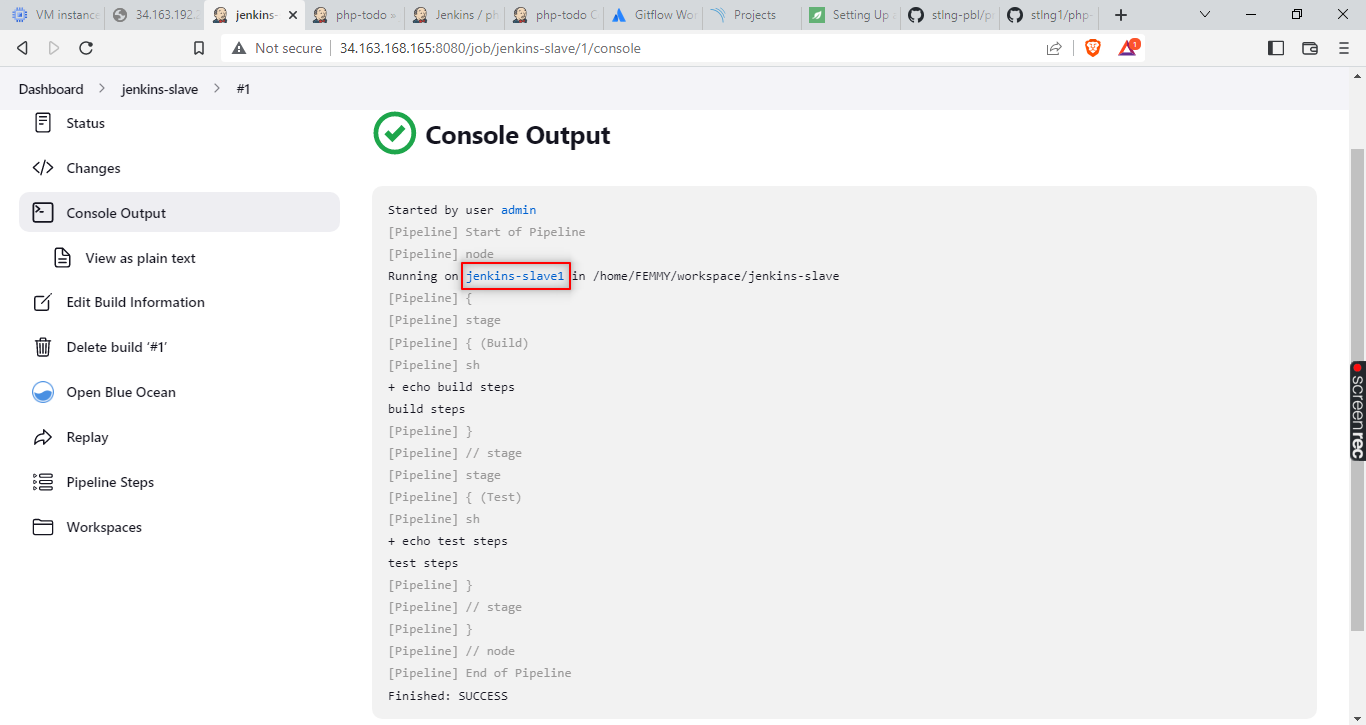 VM instance
34.163.192.
jenkins-
php-todo »
Jenkins / ph
php-todo C
Gitflow Wor
Projects
Setting Up a
stlng-pbl/p
stlng1/php-
Not secure
34.163.168.165:8080/job/jenkins-slave/1/console
1
Dashboard
jenkins-slave
#1
Status
Changes
Console Output
View as plain text
Edit Build Information
Delete build ‘#1’
Open Blue Ocean
Replay
Pipeline Steps
Workspaces
Console Output
Started by user admin
[Pipeline] Start of Pipeline
[Pipeline] node
Running on jenkins-slave1 in /home/FEMMY/workspace/jenkins-slave
[Pipeline] {
[Pipeline] stage
[Pipeline] { (Build)
[Pipeline] sh
+ echo build steps
build steps
[Pipeline] }
[Pipeline] // stage
[Pipeline] stage
[Pipeline] { (Test)
[Pipeline] sh
+ echo test steps
test steps
[Pipeline] }
[Pipeline] // stage
[Pipeline] }
[Pipeline] // node
[Pipeline] End of Pipeline
Finished: SUCCESS
screenrec